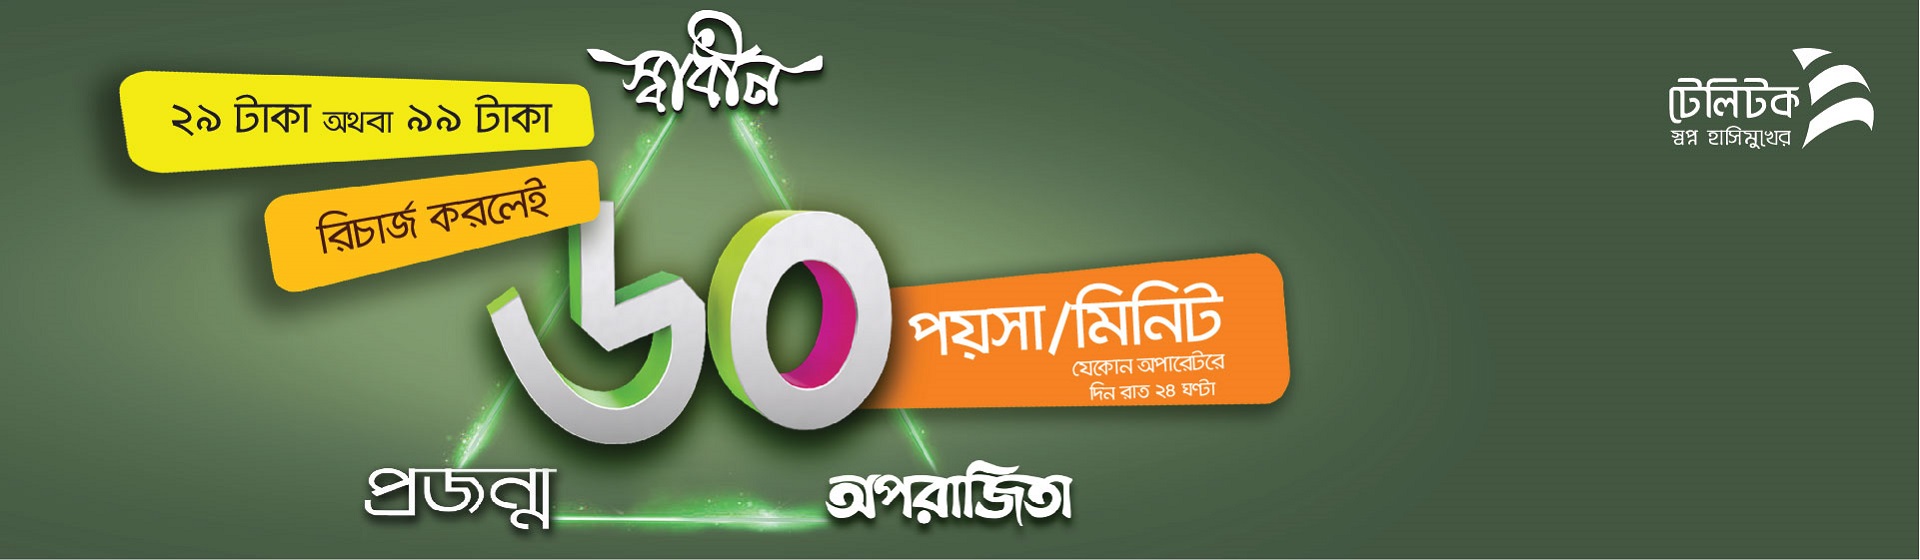 স্বাধীন
২৯ টাকা অথবা ৯৯ টাকা
রিচার্জ করলেই
৬০
পয়সা/মিনিট
যেকোন অপারেটরে
দিন রাত ২৪ ঘণ্টা
প্রজন্ম
অপরাজিতা
টেলিটক
স্বপ্ন হাসিমুখের